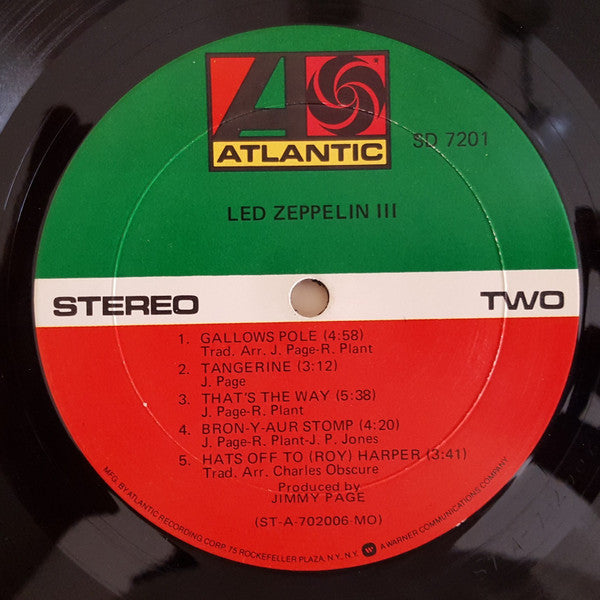 ATLANTIC
SD 7201
LED ZEPPELIN III
STEREO
TWO
1. GALLOWS POLE (4:58)
Trad. Arr. J. Page-R. Plant
2. TANGERINE (3:12)
J. Page
3. THAT'S THE WAY (5:38)
J. Page-R. Plant
4. BRON-Y-AUR STOMP (4:20)
J. Page-R. Plant-J. P. Jones
5. HATS OFF TO (ROY) HARPER (3:41)
Trad. Arr. Charles Obscure
Produced by
JIMMY PAGE
(ST-A-702006-MO)
MFG. BY ATLANTIC RECORDING CORP. 75 ROCKEFELLER PLAZA, N.Y., N.Y. W A WARNER COMMUNICATIONS COMPANY